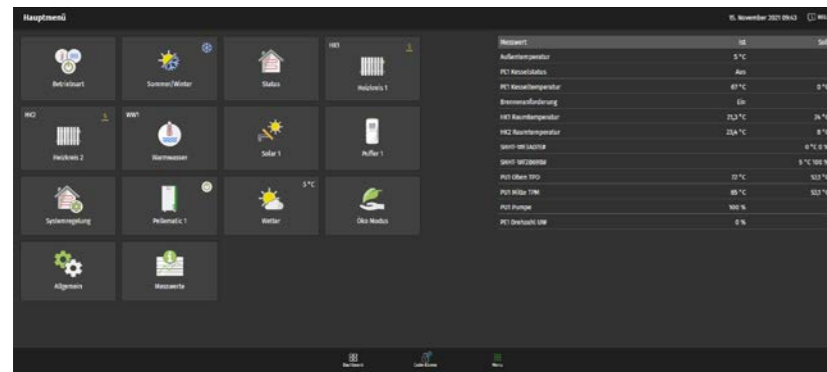 Hauptmenü
15. November 2021 09:43
Betriebsart
Sommer/Winter
Status
HK1
Heizkreis 1
HK2
Heizkreis 2
WW1
Warmwasser
Solar 1
Puffer 1
Systemregelung
Pellematic 1
5 °C
Wetter
Öko Modus
Allgemein
Messwerte
Messwert Ist
Außentemperatur 5 °C
PE1 Kesselstatus Aus
PE1 Kesseltemperatur 67 °C
Brenneranforderung Ein
HK1 Raumtemperatur 21,3 °C
HK2 Raumtemperatur 23,4 °C
PU1 Oben TPO 72 °C
PU1 Mitte TPM 65 °C
PU1 Pumpe 100 %
PE1 Drehzahl UW 0 %
Dashboard
Menu